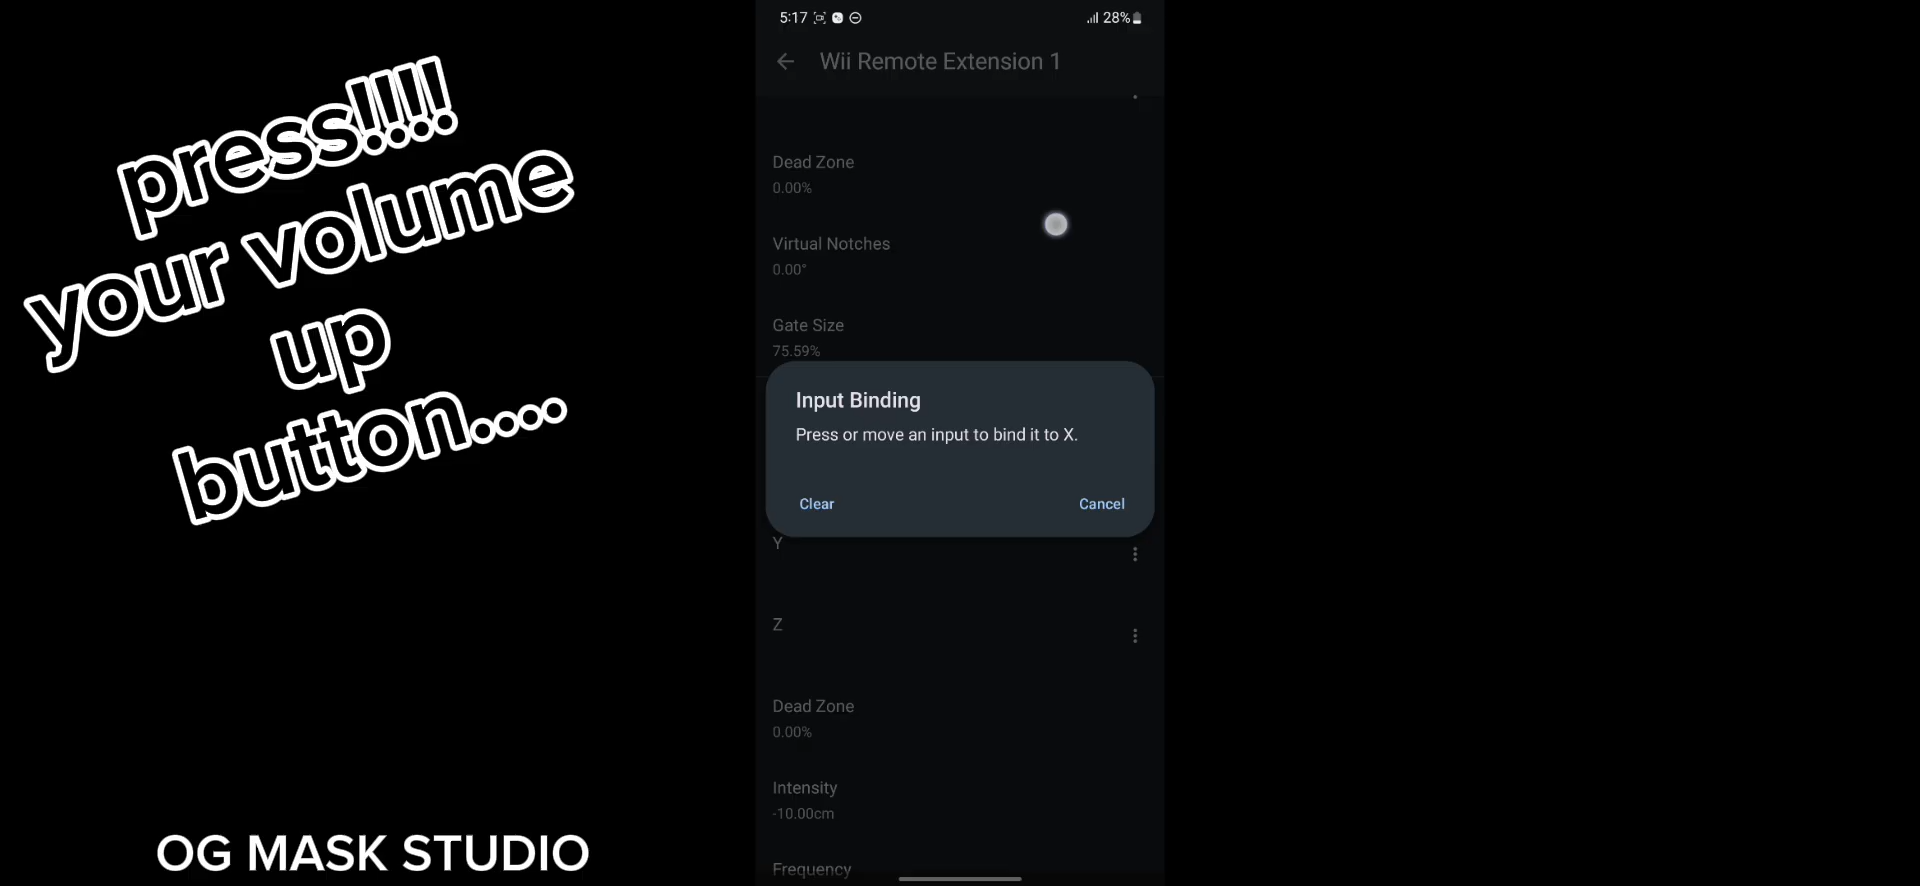 press!!!!
your volume
up
button....
OG MASK STUDIO
5:17
28%
Wii Remote Extension 1
Dead Zone
0.00%
Virtual Notches
0.00°
Gate Size
75.59%
Input Binding
Press or move an input to bind it to X.
Clear
Cancel
Y
Z
Dead Zone
0.00%
Intensity
-10.00cm
Frequency